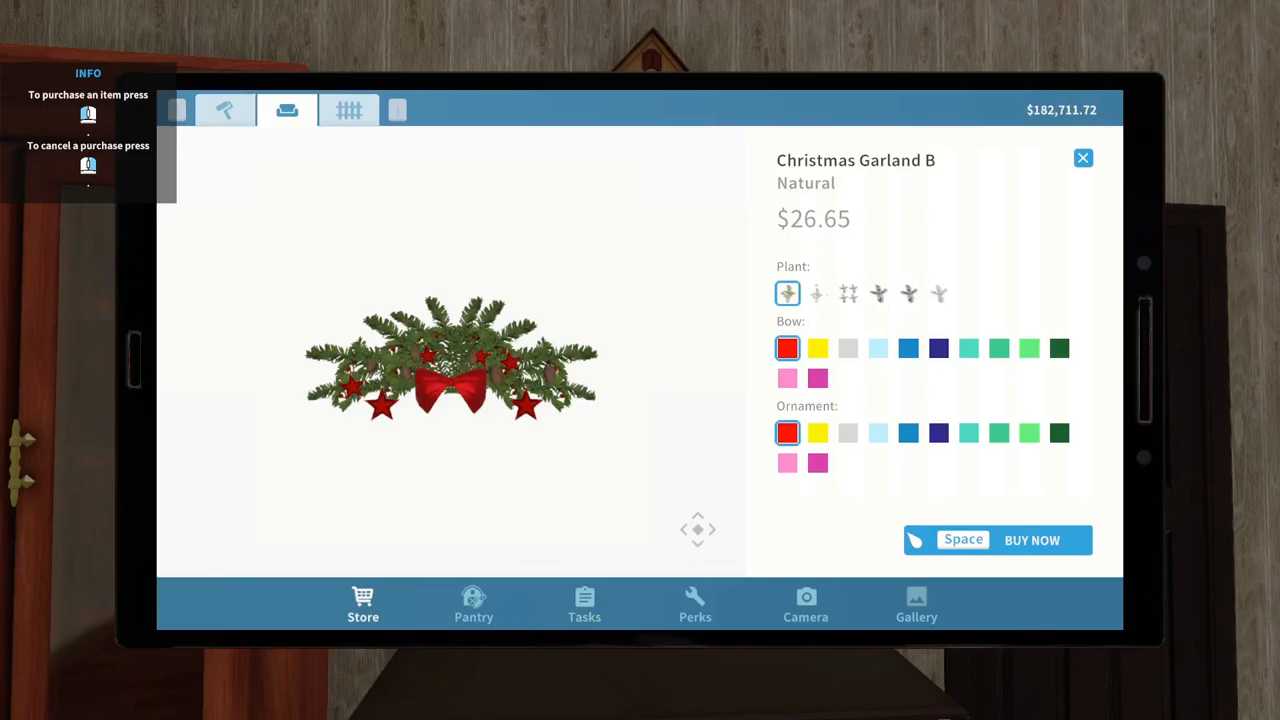 INFO
To purchase an item press
.
To cancel a purchase press
.
$182,711.72
Christmas Garland B
Natural
$26.65
Plant:
Bow:
Ornament:
Space BUY NOW
Store
Pantry
Tasks
Perks
Camera
Gallery